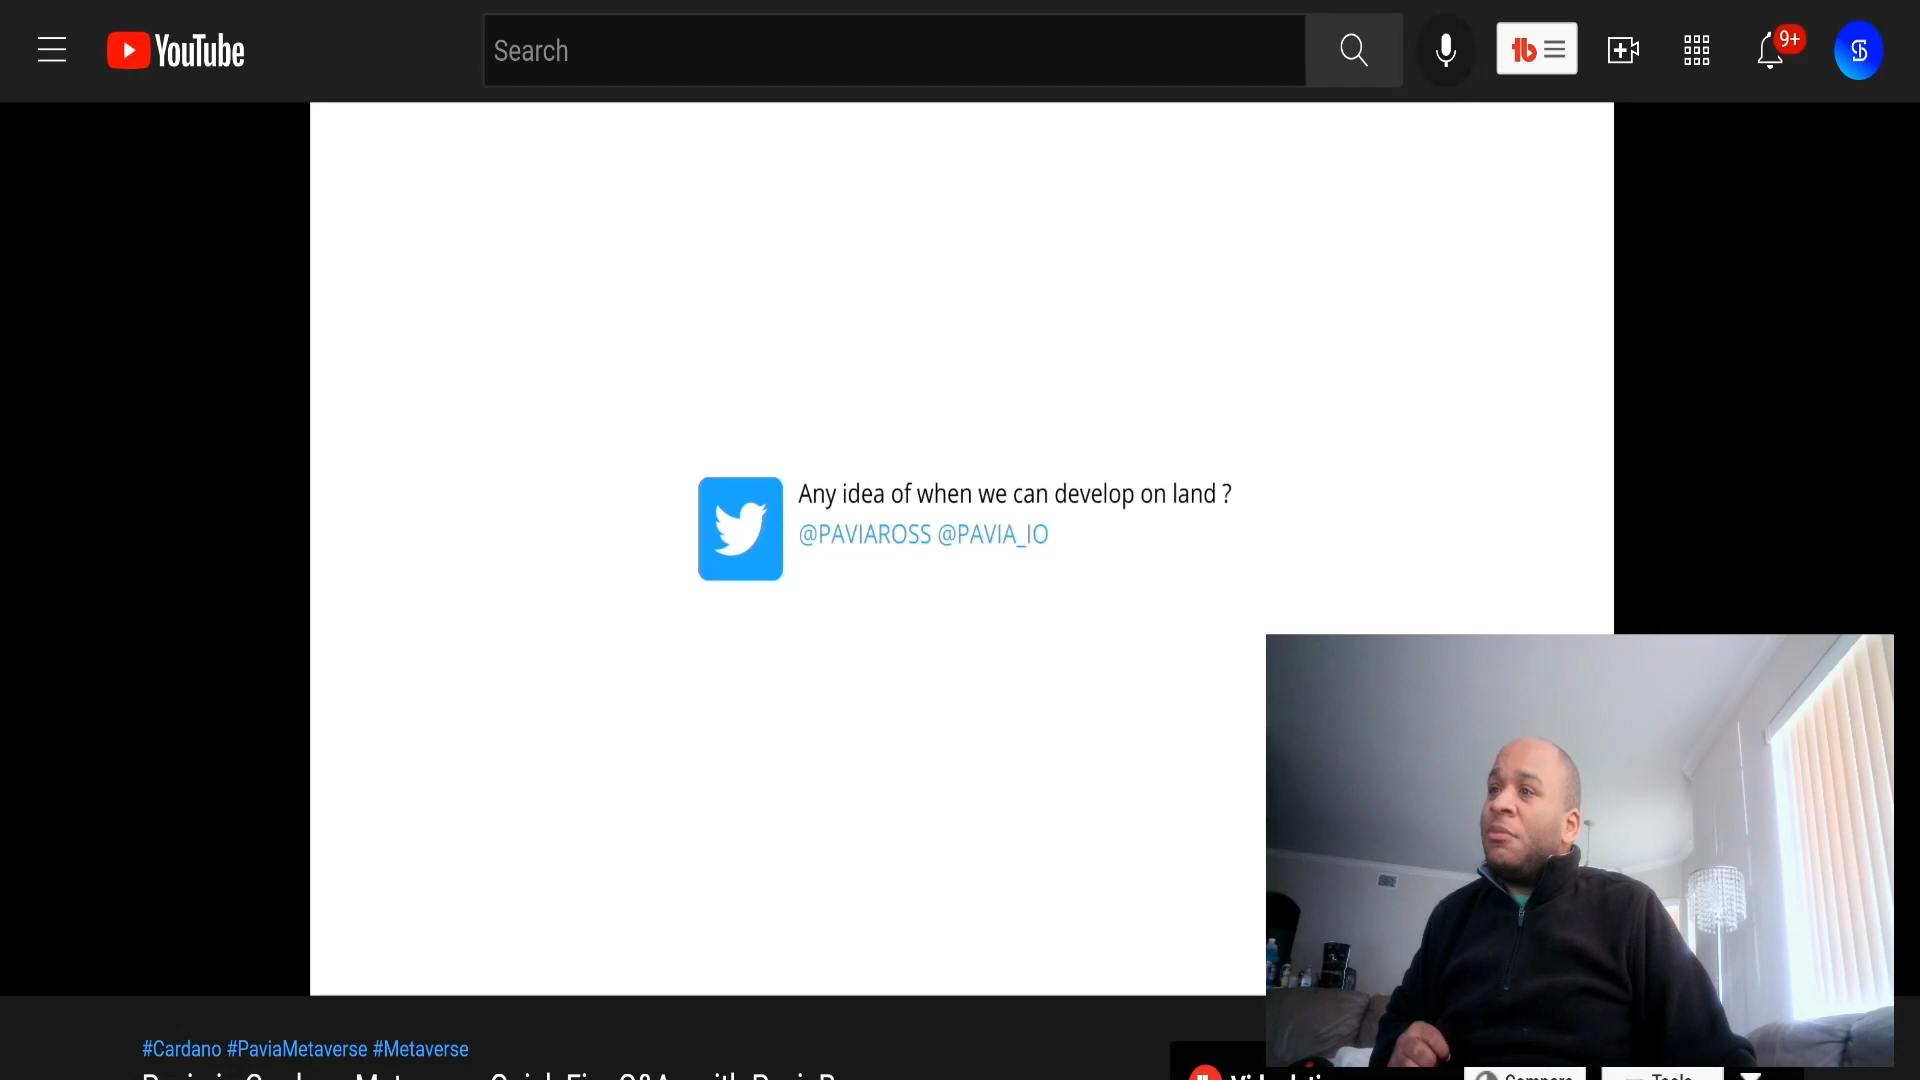 YouTube
Search
9+
Any idea of when we can develop on land ?
@PAVIAROSS @PAVIA_IO
#Cardano #PaviaMetaverse #Metaverse